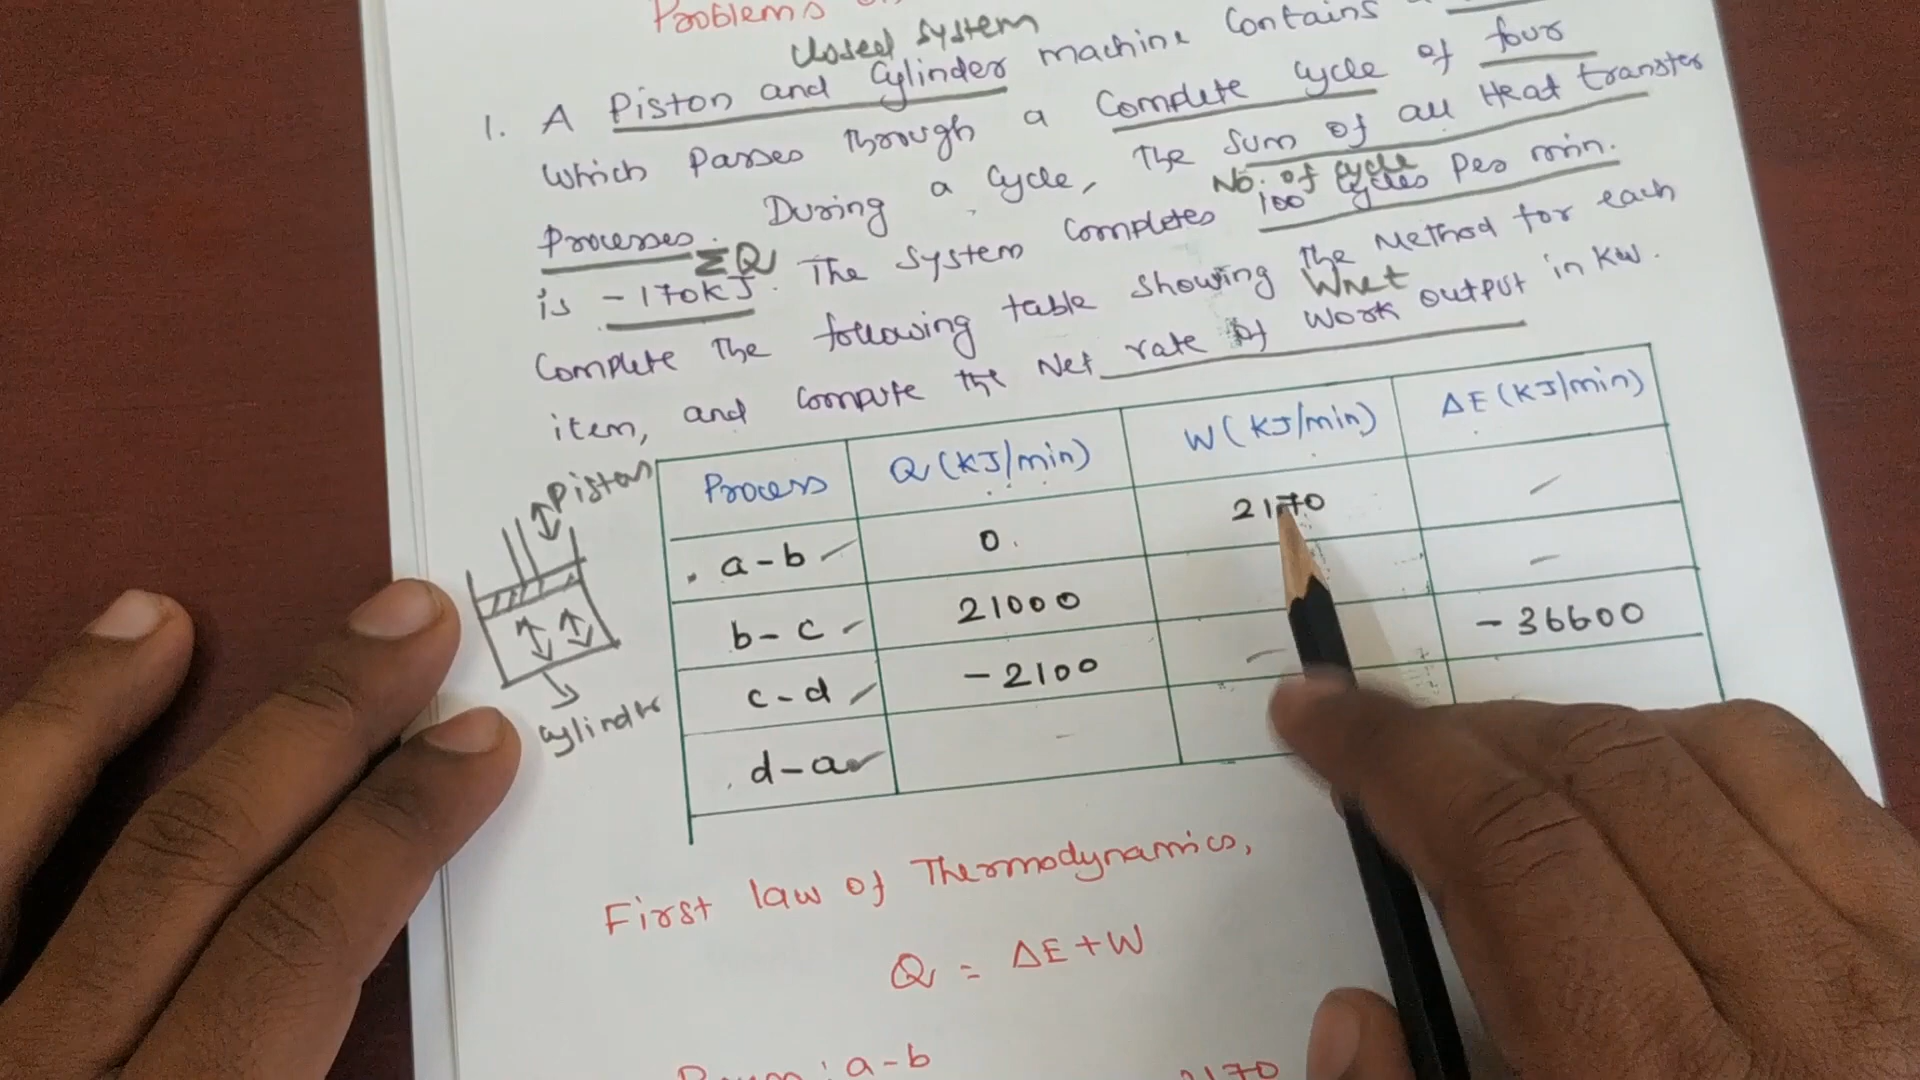 Problems
closed system
1. A Piston and Cylinder machine contains
which passes through a Complete cycle of four
Processes. During a cycle, the sum of all Heat transfer
ΣQ No. of cycle
is -170kJ. The system completes 100 cycles per min.
Complete the following table showing the Method for each
Wnet
item, and compute the Net rate of work output in kW.
Piston
cylinder
Process Q (KJ/min) W (KJ/min) ΔE (KJ/min)
a-b 0 2170 -
b-c 21000 -
c-d -2100 - -36600
d-a -
First law of Thermodynamics,
Q = ΔE + W
a-b 2170